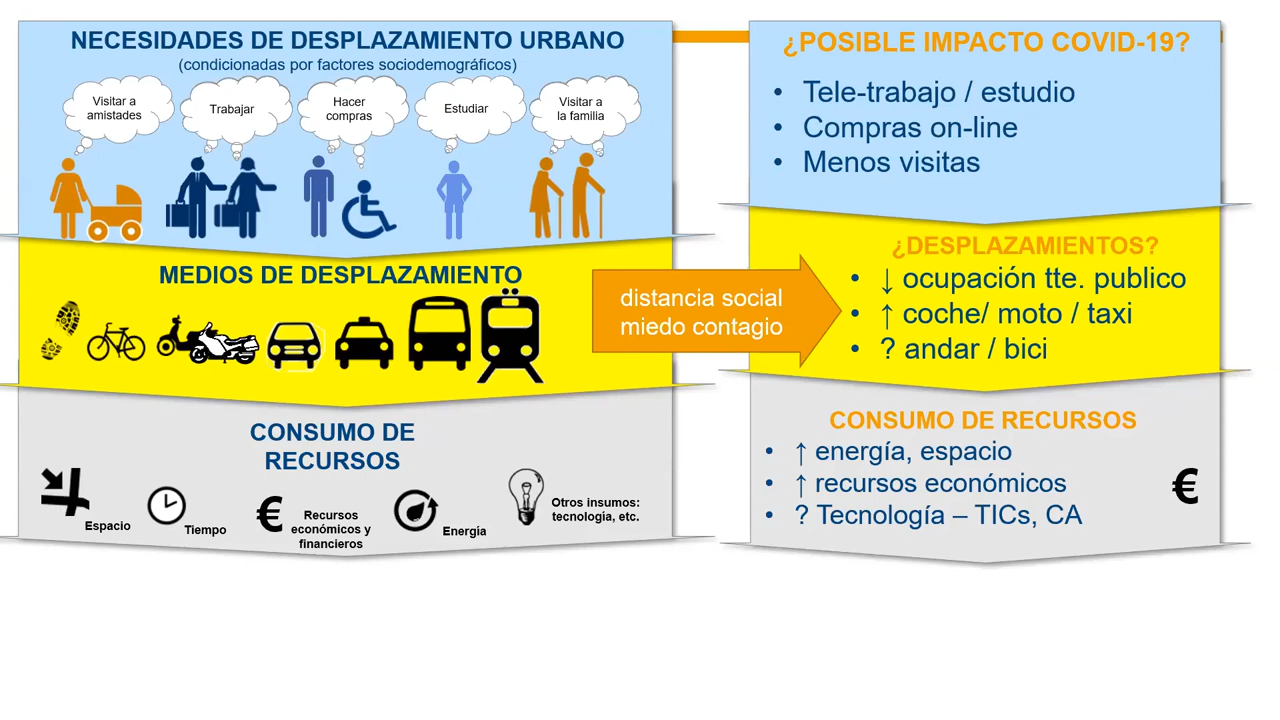 NECESIDADES DE DESPLAZAMIENTO URBANO
(condicionadas por factores sociodemográficos)
Visitar a
amistades
Trabajar
Hacer
compras
Estudiar
Visitar a
la familia
MEDIOS DE DESPLAZAMIENTO
CONSUMO DE
RECURSOS
Espacio
Tiempo
€
Recursos
económicos y
financieros
Energía
Otros insumos:
tecnología, etc.
distancia social
miedo contagio
¿POSIBLE IMPACTO COVID-19?
• Tele-trabajo / estudio
• Compras on-line
• Menos visitas
¿DESPLAZAMIENTOS?
• ↓ ocupación tte. publico
• ↑ coche/ moto / taxi
• ? andar / bici
CONSUMO DE RECURSOS
• ↑ energía, espacio
• ↑ recursos económicos
• ? Tecnología – TICs, CA
€